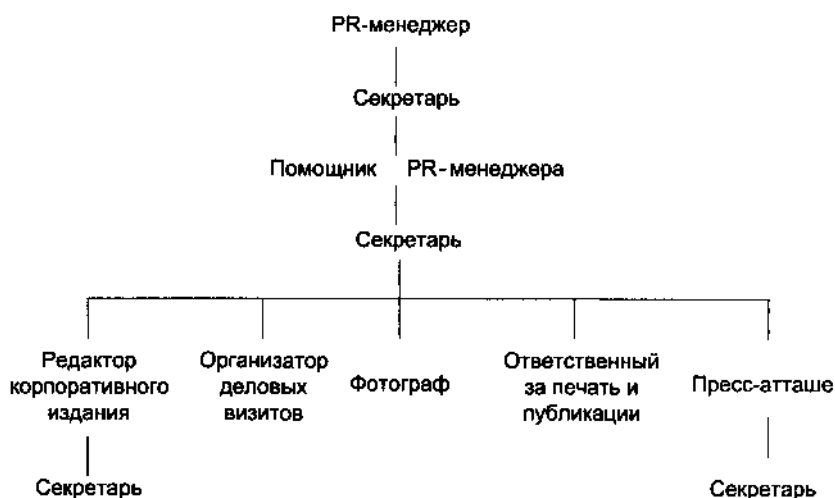 PR-менеджер
Секретарь
Помощник PR-менеджера
Секретарь
Редактор
корпоративного
издания
Организатор
деловых
визитов
Фотограф
Ответственный
за печать и
публикации
Пресс-атташе
Секретарь
Секретарь